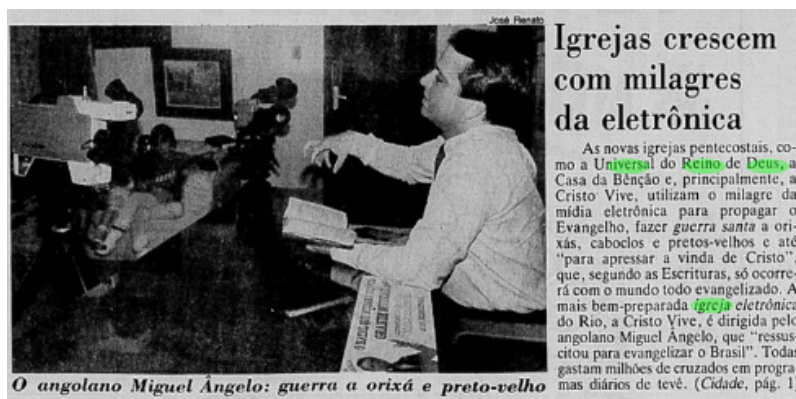 José Renato
O angolano Miguel Ângelo: guerra a orixá e preto-velho
Igrejas crescem
com milagres
da eletrônica
As novas igrejas pentecostais, co-
mo a Universal do Reino de Deus, a
Casa da Bênção e, principalmente, a
Cristo Vive, utilizam o milagre da
mídia eletrônica para propagar o
Evangelho, fazer guerra santa a ori-
xás, caboclos e pretos-velhos e até
"para apressar a vinda de Cristo",
que, segundo as Escrituras, só ocorre-
rá com o mundo todo evangelizado. A
mais bem-preparada igreja eletrônica
do Rio, a Cristo Vive, é dirigida pelo
angolano Miguel Ângelo, que "ressus-
citou para evangelizar o Brasil". Todas
gastam milhões de cruzados em progra-
mas diários de tevê. (Cidade, pág. 1